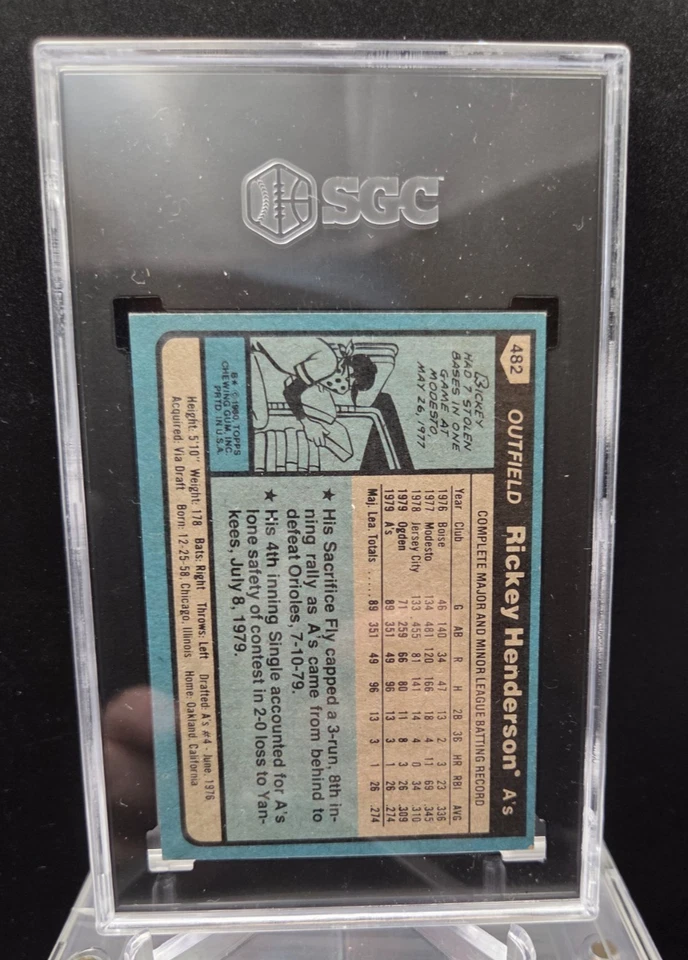 SGC
482
OUTFIELD Rickey Henderson A's
RICKEY
HAD 7 STOLEN
BASES IN ONE
GAME AT
MODESTO
MAY 26, 1977
COMPLETE MAJOR AND MINOR LEAGUE BATTING RECORD
Year Club G AB R H 2B 3B HR RBI AVG
1976 Boise 46 140 34 47 13 2 3 23 .336
1977 Modesto 134 481 120 166 18 4 11 69 .345
1978 Jersey City 133 455 81 141 14 4 0 34 .310
1979 Ogden 71 259 66 80 11 8 3 26 .309
1979 A's 89 351 49 96 13 3 1 26 .274
Maj. Lea. Totals ..... 89 351 49 96 13 3 1 26 .274
★ His Sacrifice Fly capped a 3-run, 8th in-
ning rally as A's came from behind to
defeat Orioles, 7-10-79.
★ His 4th inning Single accounted for A's
lone safety of contest in 2-0 loss to Yan-
kees, July 8, 1979.
B* © 1980, TOPPS
CHEWING GUM, INC.
PRTD. IN U.S.A.
Height: 5'10" Weight: 178 Bats: Right Throws: Left Drafted: A's #4 - June, 1976
Acquired: Via Draft Born: 12-25-58, Chicago, Illinois Home: Oakland, California